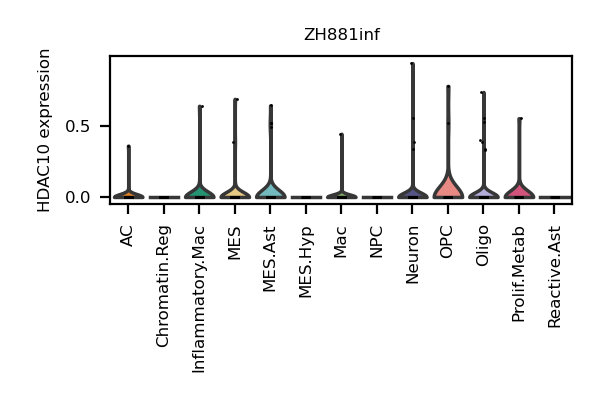 ZH881inf
HDAC10 expression
0.5
0.0
AC
Chromatin.Reg
Inflammatory.Mac
MES
MES.Ast
MES.Hyp
Mac
NPC
Neuron
OPC
Oligo
Prolif.Metab
Reactive.Ast